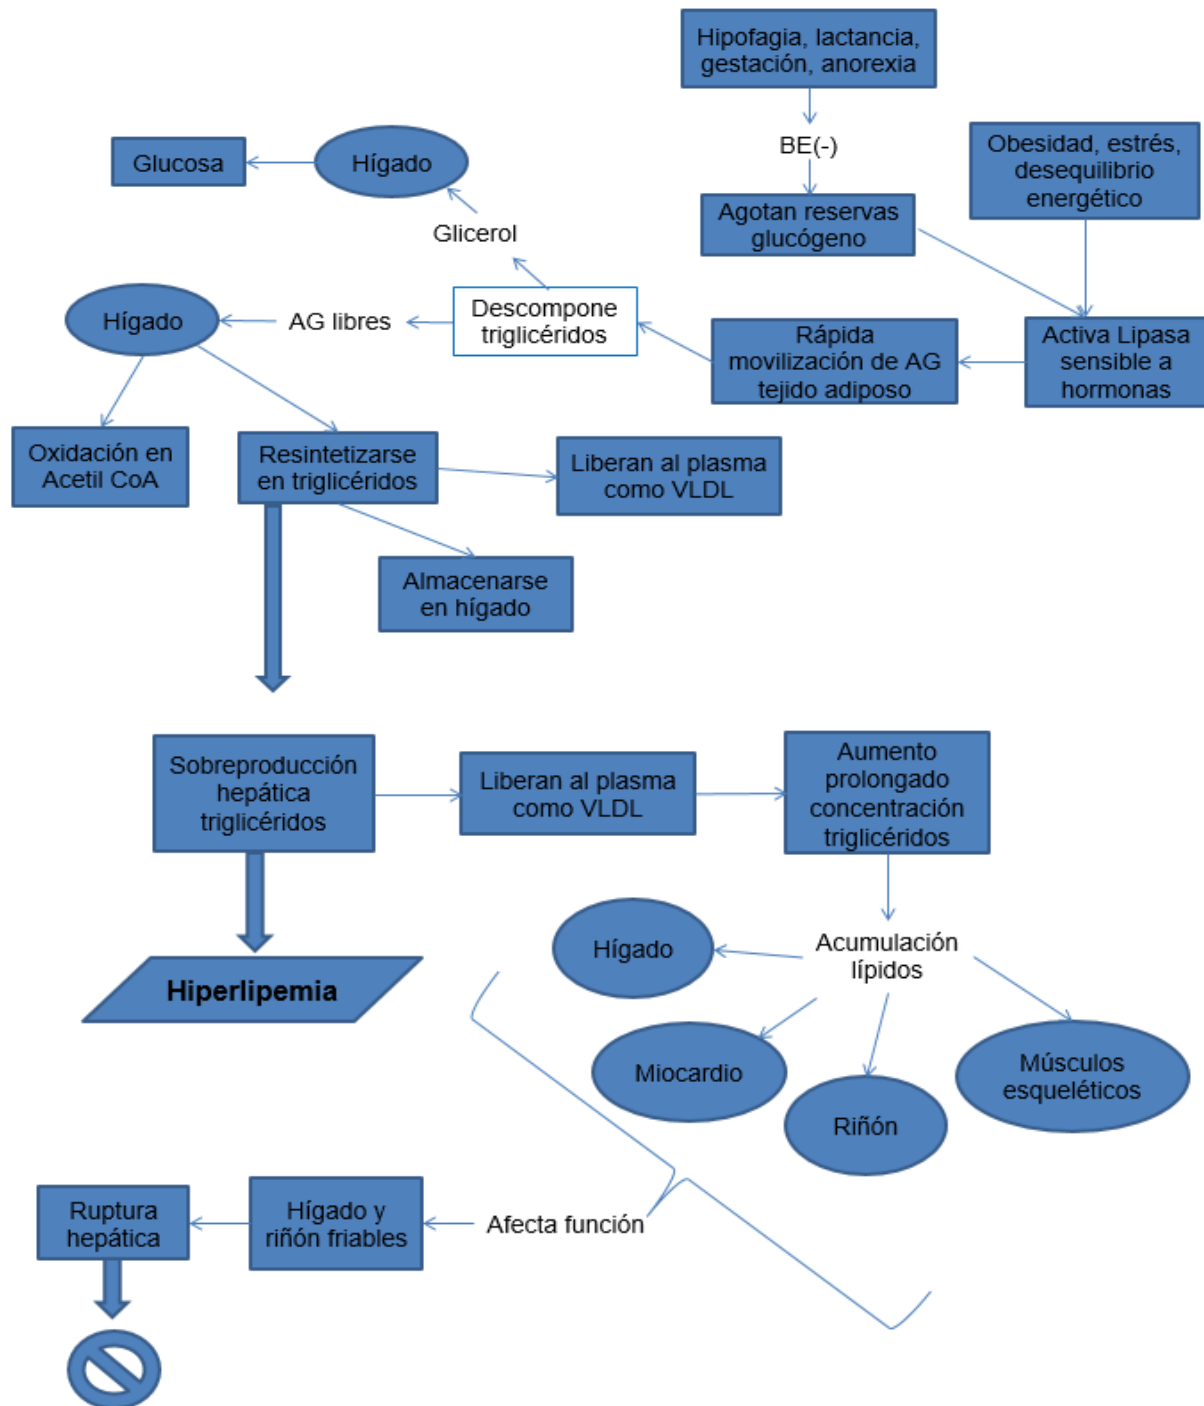 Hipofagia, lactancia,
gestación, anorexia
BE(-)
Obesidad, estrés,
desequilibrio
energético
Glucosa
Hígado
Agotan reservas
glucógeno
Glicerol
Hígado
AG libres
Descompone
triglicéridos
Rápida
movilización de AG
tejido adiposo
Activa Lipasa
sensible a
hormonas
Oxidación en
Acetil CoA
Resintetizarse
en triglicéridos
Liberan al plasma
como VLDL
Almacenarse
en hígado
Sobreproducción
hepática
triglicéridos
Liberan al plasma
como VLDL
Aumento
prolongado
concentración
triglicéridos
Hiperlipemia
Hígado
Acumulación
lípidos
Miocardio
Riñón
Músculos
esqueléticos
Ruptura
hepática
Hígado y
riñón friables
Afecta función